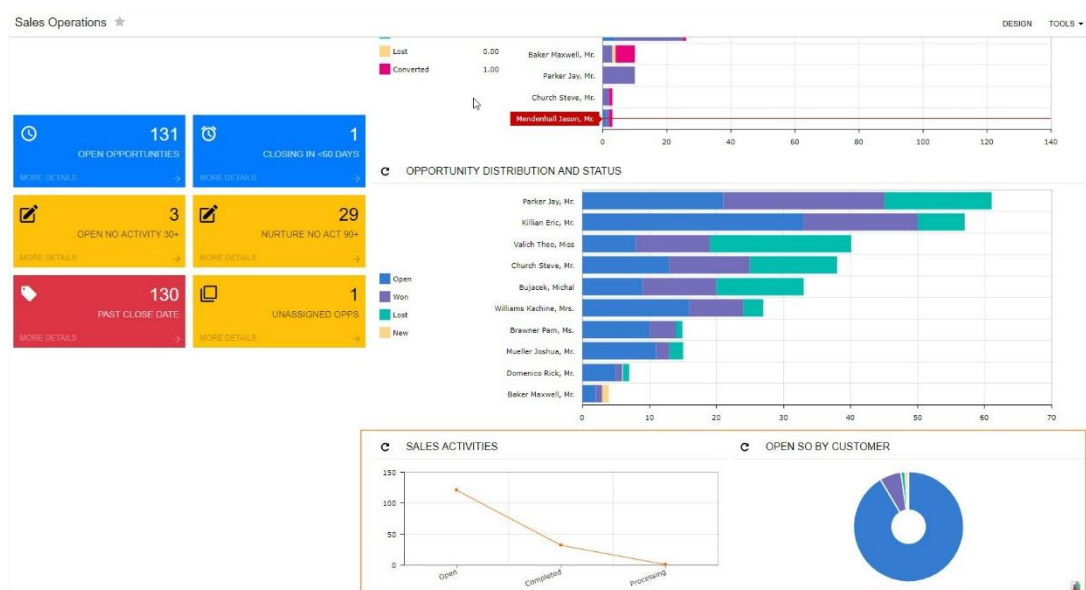 Sales Operations
DESIGN TOOLS
Lost 0.00
Converted 1.00
Baker Maxwell, Mr.
Parker Jay, Mr.
Church Steve, Mr.
Mendenhall Jason, Mr.
0 20 40 60 80 100 120 140
131
OPEN OPPORTUNITIES
MORE DETAILS
1
CLOSING IN <60 DAYS
MORE DETAILS
3
OPEN NO ACTIVITY 30+
MORE DETAILS
29
NURTURE NO ACT 90+
MORE DETAILS
130
PAST CLOSE DATE
MORE DETAILS
1
UNASSIGNED OPPS
MORE DETAILS
OPPORTUNITY DISTRIBUTION AND STATUS
Open
Won
Lost
New
Parker Jay, Mr.
Killian Eric, Mr.
Valich Theo, Miss
Church Steve, Mr.
Bujacek, Michal
Williams Kachine, Mrs.
Brawner Pam, Ms.
Mueller Joshua, Mr.
Domenico Rick, Mr.
Baker Maxwell, Mr.
0 10 20 30 40 50 60 70
SALES ACTIVITIES
150
100
50
0
Open Completed Processing
OPEN SO BY CUSTOMER